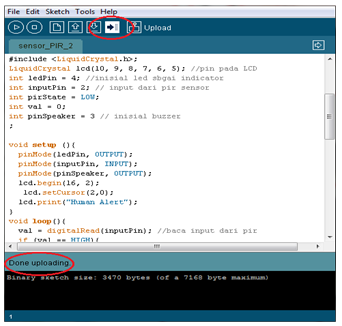 File Edit Sketch Tools Help
Upload
sensor_PIR_2
#include <LiquidCrystal.h>;
LiquidCrystal lcd(10, 9, 8, 7, 6, 5); //pin pada LCD
int ledPin = 4; //inisial led sbgai indicator
int inputPin = 2; // input dari pir sensor
int pirState = LOW;
int val = 0;
int pinSpeaker = 3 // inisial buzzer
;
void setup (){
pinMode(ledPin, OUTPUT);
pinMode(inputPin, INPUT);
pinMode(pinSpeaker, OUTPUT);
lcd.begin(16, 2);
lcd.setCursor(2,0);
lcd.print("Human Alert");
}
void loop(){
val = digitalRead(inputPin); //baca input dari pir
if (val == HIGH){
Done uploading
Binary sketch size: 3470 bytes (of a 7168 byte maximum)
1